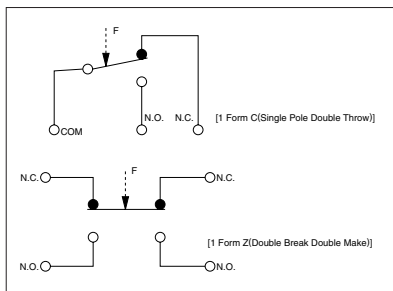 F
N.O. N.C.
[1 Form C(Single Pole Double Throw)]
COM
N.C. F N.C.
[1 Form Z(Double Break Double Make)]
N.O. N.O.